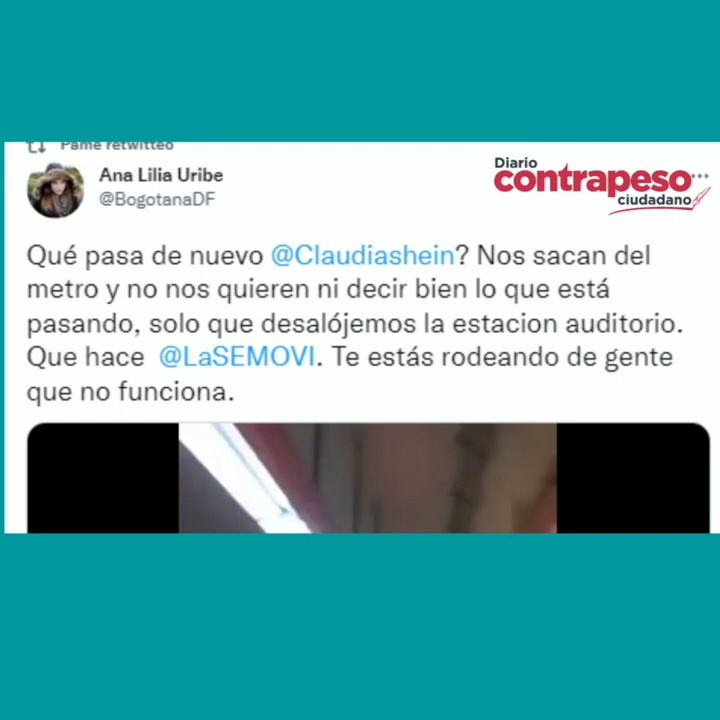 Pame retwitteó
Ana Lilia Uribe
@BogotanaDF
Diario
contrapeso
ciudadano
Qué pasa de nuevo @Claudiashein? Nos sacan del
metro y no nos quieren ni decir bien lo que está
pasando, solo que desalójemos la estacion auditorio.
Que hace @LaSEMOVI. Te estás rodeando de gente
que no funciona.